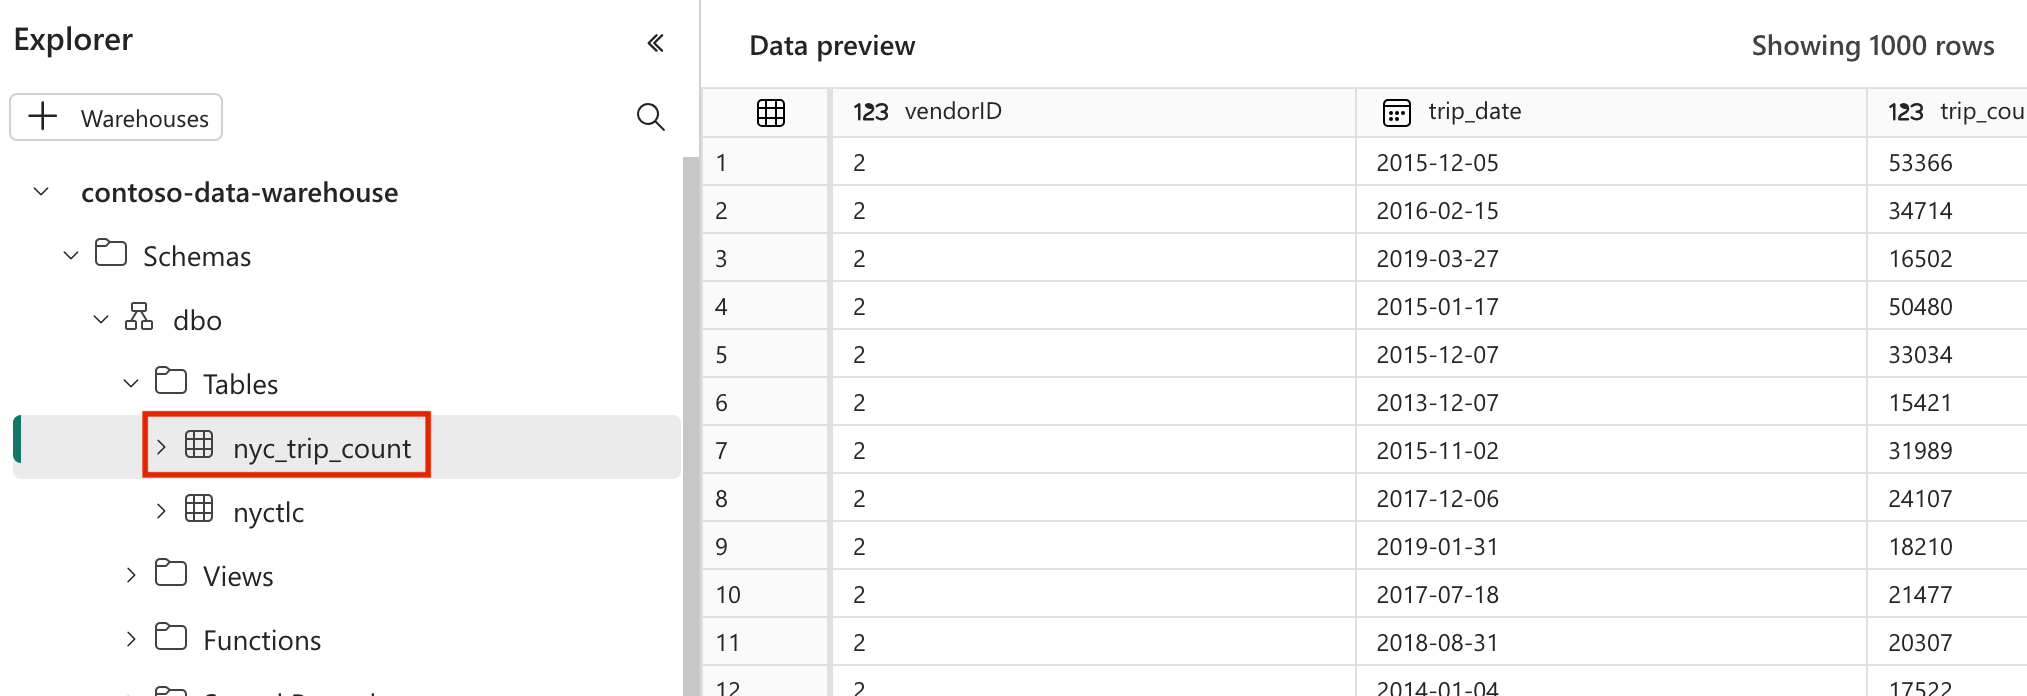 Explorer
Warehouses
contoso-data-warehouse
Schemas
dbo
Tables
nyc_trip_count
nyctlc
Views
Functions
Data preview
Showing 1000 rows
123 vendorID trip_date 123 trip_cou
1 2 2015-12-05 53366
2 2 2016-02-15 34714
3 2 2019-03-27 16502
4 2 2015-01-17 50480
5 2 2015-12-07 33034
6 2 2013-12-07 15421
7 2 2015-11-02 31989
8 2 2017-12-06 24107
9 2 2019-01-31 18210
10 2 2017-07-18 21477
11 2 2018-08-31 20307
12 2 2014-01-04 17522